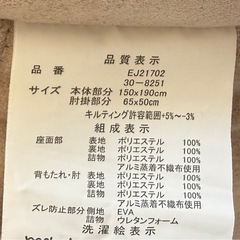 品質表示
品番 EJ21702
30-8251
サイズ 本体部分 150x190cm
肘掛部分 65x50cm
キルティング許容範囲+5%~-3%
組成表示
座面部 表地 ポリエステル 100%
裏地 ポリエステル 100%
詰物 ポリエステル 100%
アルミ蒸着不織布使用
背もたれ・肘 表地 ポリエステル 100%
裏地 ポリエステル 100%
詰物 ポリエステル 100%
アルミ蒸着不織布使用
ズレ防止部分 側地 EVA
詰物 ウレタンフォーム
洗濯絵表示